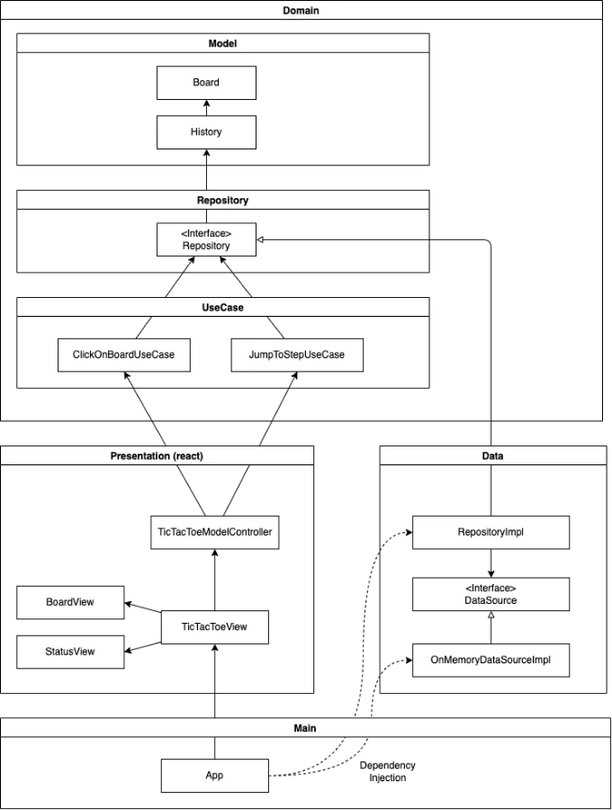 Domain
Model
Board
History
Repository
<Interface>
Repository
UseCase
ClickOnBoardUseCase
JumpToStepUseCase
Presentation (react)
TicTacToeModelController
BoardView
TicTacToeView
StatusView
Data
RepositoryImpl
<Interface>
DataSource
OnMemoryDataSourceImpl
Main
App
Dependency
Injection